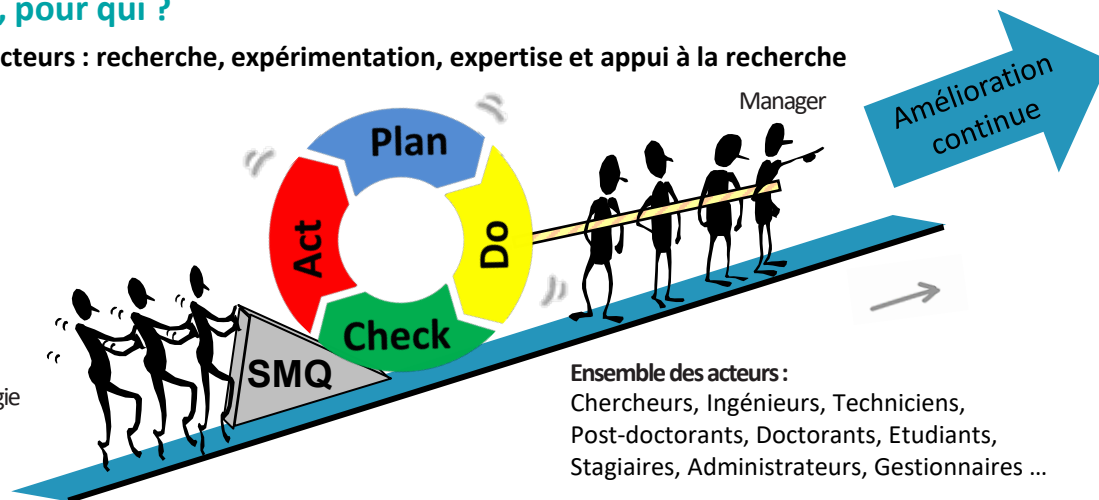 , pour qui ?
cteurs : recherche, expérimentation, expertise et appui à la recherche
Manager
Amélioration
continue
Plan
Act
Do
Check
SMQ
gie
Ensemble des acteurs :
Chercheurs, Ingénieurs, Techniciens,
Post-doctorants, Doctorants, Etudiants,
Stagiaires, Administrateurs, Gestionnaires ...